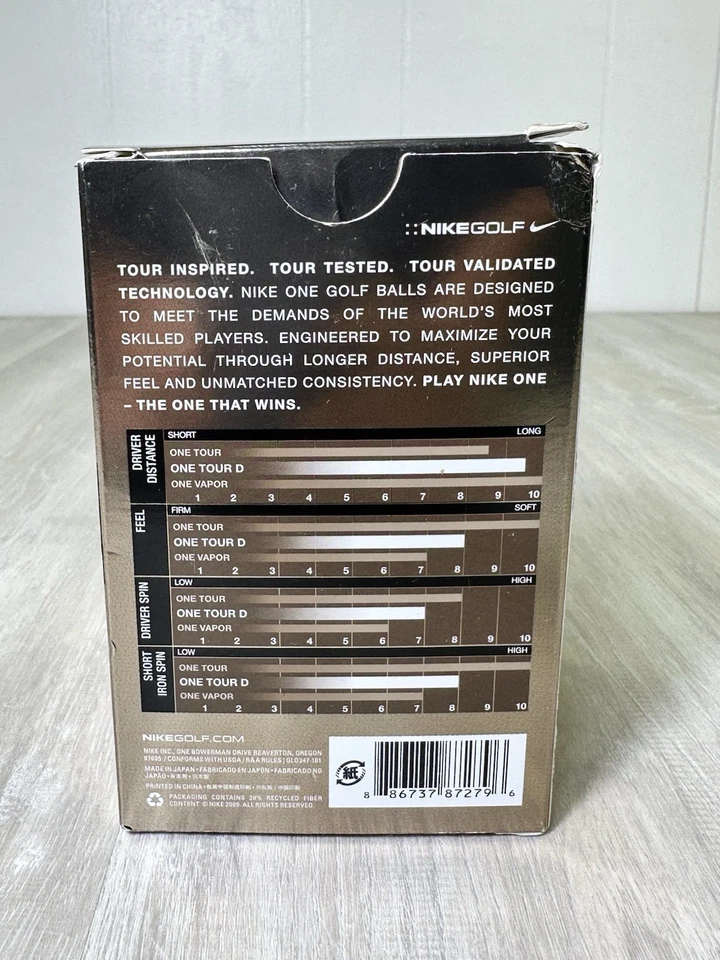 ::NIKEGOLF
TOUR INSPIRED. TOUR TESTED. TOUR VALIDATED
TECHNOLOGY. NIKE ONE GOLF BALLS ARE DESIGNED
TO MEET THE DEMANDS OF THE WORLD'S MOST
SKILLED PLAYERS. ENGINEERED TO MAXIMIZE YOUR
POTENTIAL THROUGH LONGER DISTANCE, SUPERIOR
FEEL AND UNMATCHED CONSISTENCY. PLAY NIKE ONE
– THE ONE THAT WINS.
DRIVER DISTANCE
SHORT LONG
ONE TOUR
ONE TOUR D
ONE VAPOR
1 2 3 4 5 6 7 8 9 10
FEEL
FIRM SOFT
ONE TOUR
ONE TOUR D
ONE VAPOR
1 2 3 4 5 6 7 8 9 10
DRIVER SPIN
LOW HIGH
ONE TOUR
ONE TOUR D
ONE VAPOR
1 2 3 4 5 6 7 8 9 10
SHORT IRON SPIN
LOW HIGH
ONE TOUR
ONE TOUR D
ONE VAPOR
1 2 3 4 5 6 7 8 9 10
NIKEGOLF.COM
NIKE INC., ONE BOWERMAN DRIVE BEAVERTON, OREGON
97005 / CONFORMS WITH USGA / R&A RULES | GL0347-101
MADE IN JAPAN • FABRICADO EN JAPÓN • FABRICADO NO
JAPÃO • 日本製
PRINTED IN CHINA
PACKAGING CONTAINS 20% RECYCLED FIBER
CONTENT © NIKE 2009. ALL RIGHTS RESERVED
紙
8 86737 87279 6